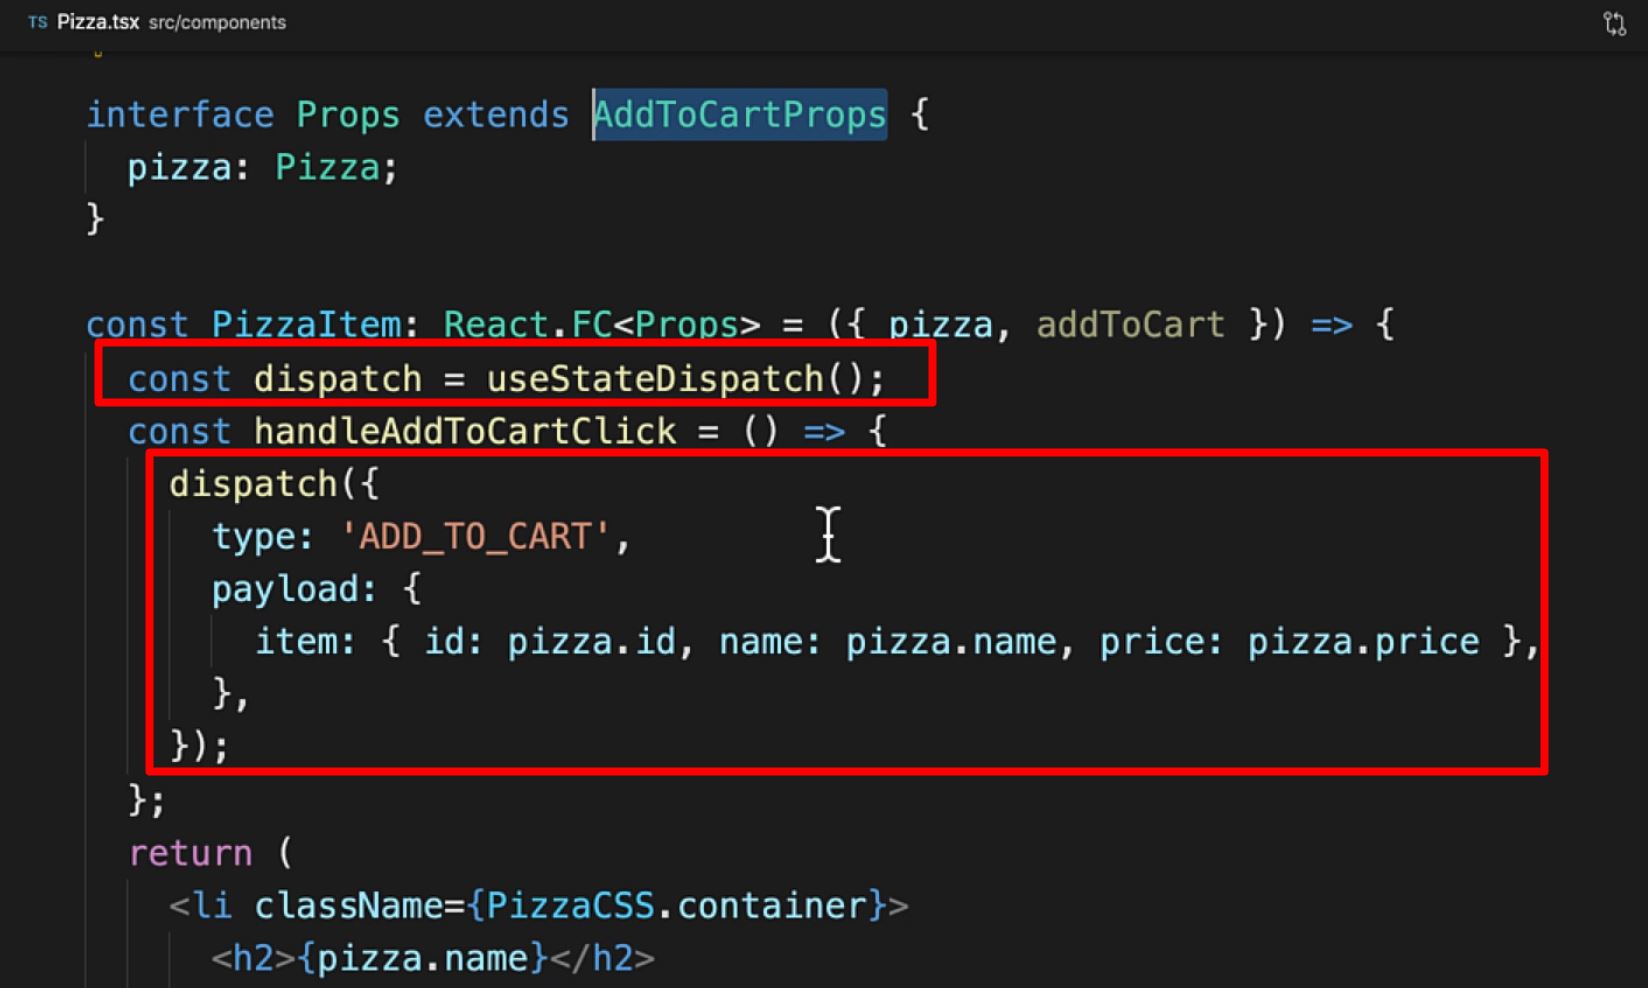 TS Pizza.tsx src/components
interface Props extends AddToCartProps {
pizza: Pizza;
}
const PizzaItem: React.FC<Props> = ({ pizza, addToCart }) => {
const dispatch = useStateDispatch();
const handleAddToCartClick = () => {
dispatch({
type: 'ADD_TO_CART',
payload: {
item: { id: pizza.id, name: pizza.name, price: pizza.price },
},
});
};
return (
<li className={PizzaCSS.container}>
<h2>{pizza.name}</h2>